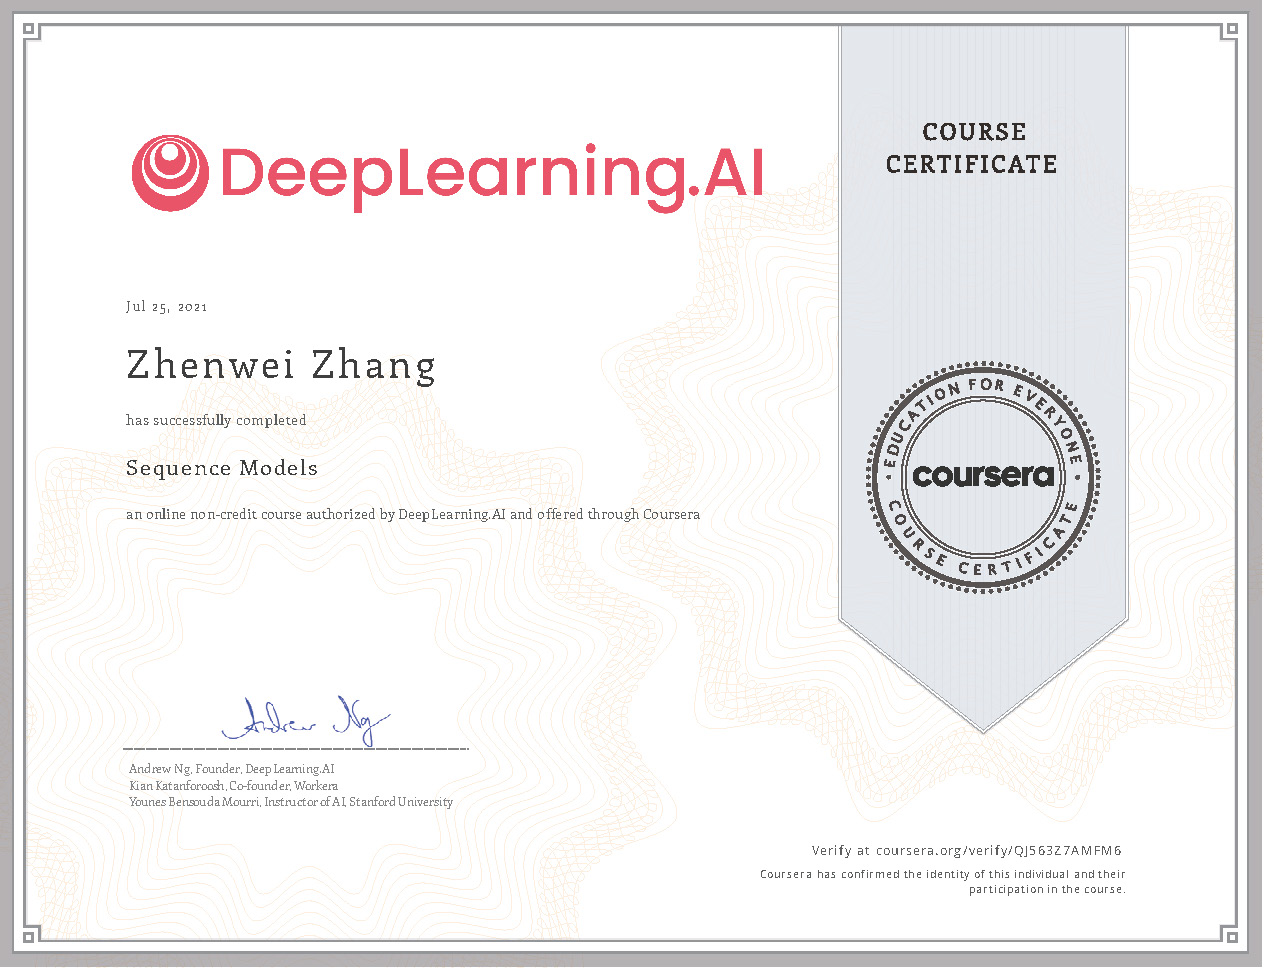 DeepLearning.AI
COURSE
CERTIFICATE
Jul 25, 2021
Zhenwei Zhang
has successfully completed
Sequence Models
an online non-credit course authorized by DeepLearning.AI and offered through Coursera
EDUCATION FOR EVERYONE
coursera
COURSE CERTIFICATE
Andrew Ng
Andrew Ng, Founder, DeepLearning.AI
Kian Katanforoosh, Co-founder, Workera
Younes Bensouda Mourri, Instructor of AI, Stanford University
Verify at coursera.org/verify/QJ563Z7AMFM6
Coursera has confirmed the identity of this individual and their
participation in the course.